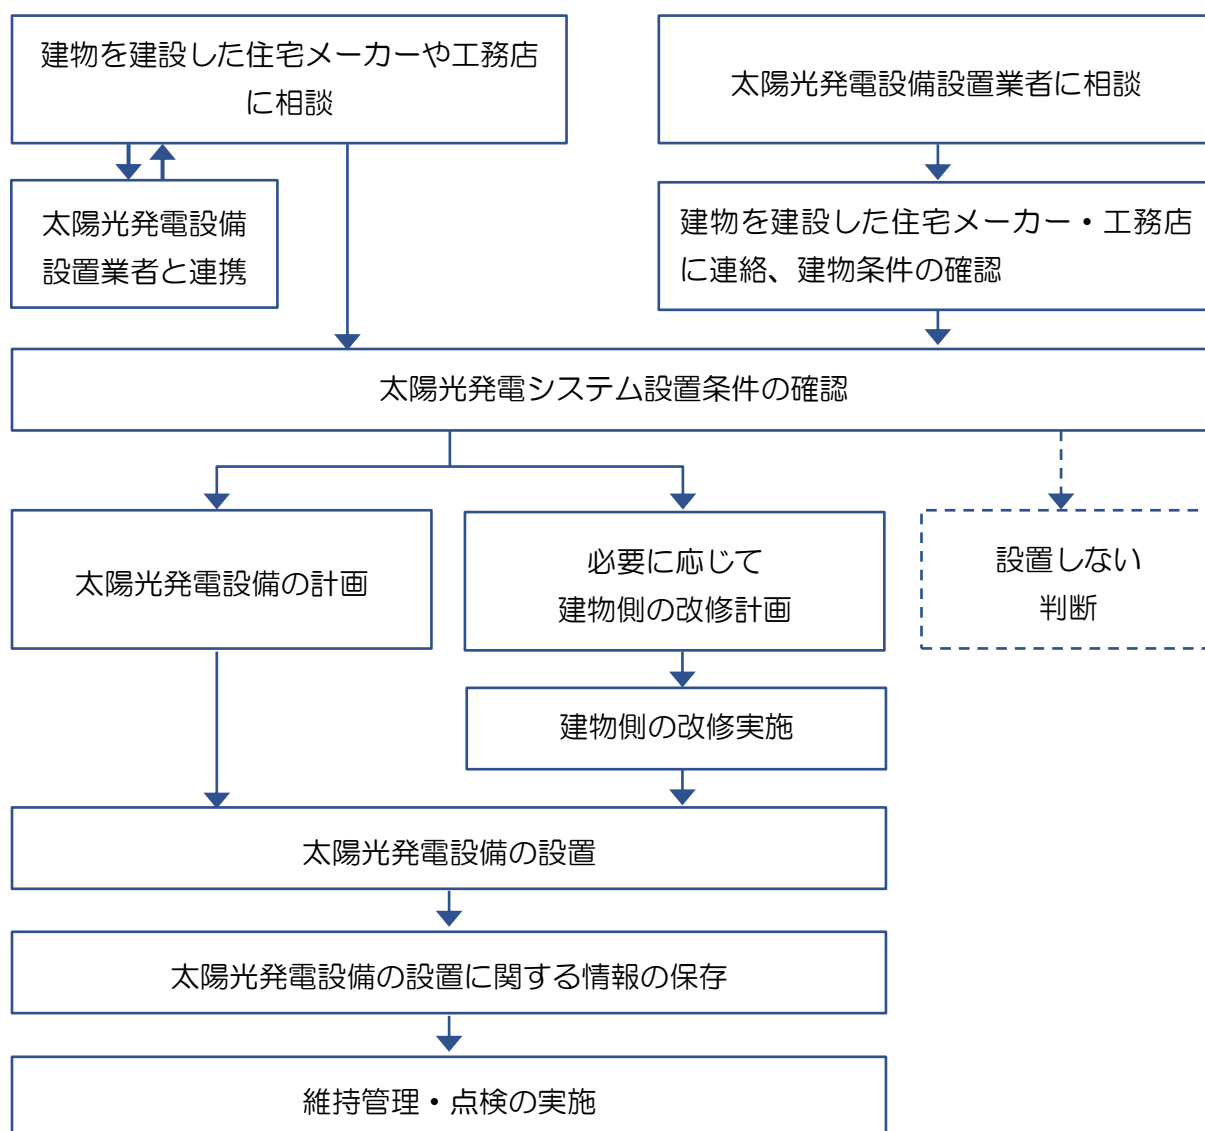 建物を建設した住宅メーカーや工務店
に相談
太陽光発電設備設置業者に相談
太陽光発電設備
設置業者と連携
建物を建設した住宅メーカー・工務店
に連絡、建物条件の確認
太陽光発電システム設置条件の確認
太陽光発電設備の計画
必要に応じて
建物側の改修計画
設置しない
判断
建物側の改修実施
太陽光発電設備の設置
太陽光発電設備の設置に関する情報の保存
維持管理・点検の実施